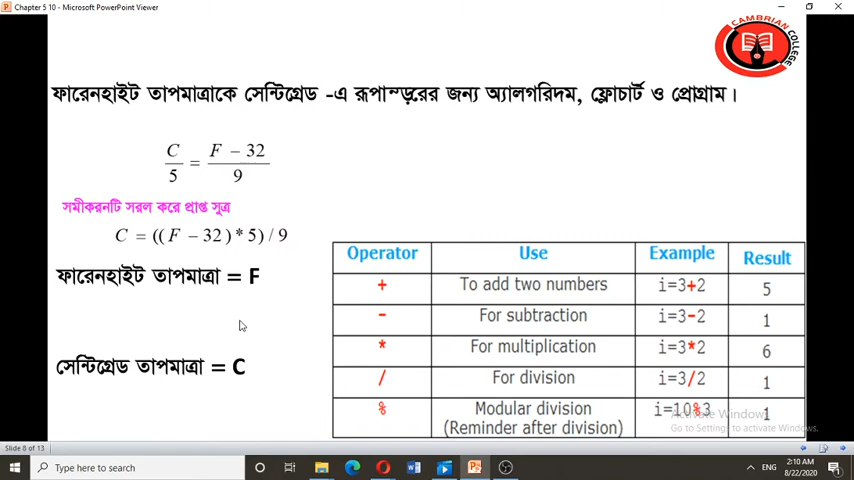 Chapter 5 10 - Microsoft PowerPoint Viewer
CAMBRIAN COLLEGE
ফারেনহাইট তাপমাত্রাকে সেন্টিগ্রেড -এ রূপান্ড়রের জন্য অ্যালগরিদম, ফ্লোচার্ট ও প্রোগ্রাম।
C/5 = F − 32/9
সমীকরনটি সরল করে প্রাপ্ত সুত্র
C = (( F − 32 ) * 5) / 9
ফারেনহাইট তাপমাত্রা = F
সেন্টিগ্রেড তাপমাত্রা = C
Operator Use Example Result
+ To add two numbers i=3+2 5
- For subtraction i=3-2 1
* For multiplication i=3*2 6
/ For division i=3/2 1
% Modular division (Reminder after division) i=10%3 1
Activate Windows
Go to Settings to activate Windows.
Slide 8 of 13
Type here to search
ENG
2:10 AM
8/22/2020